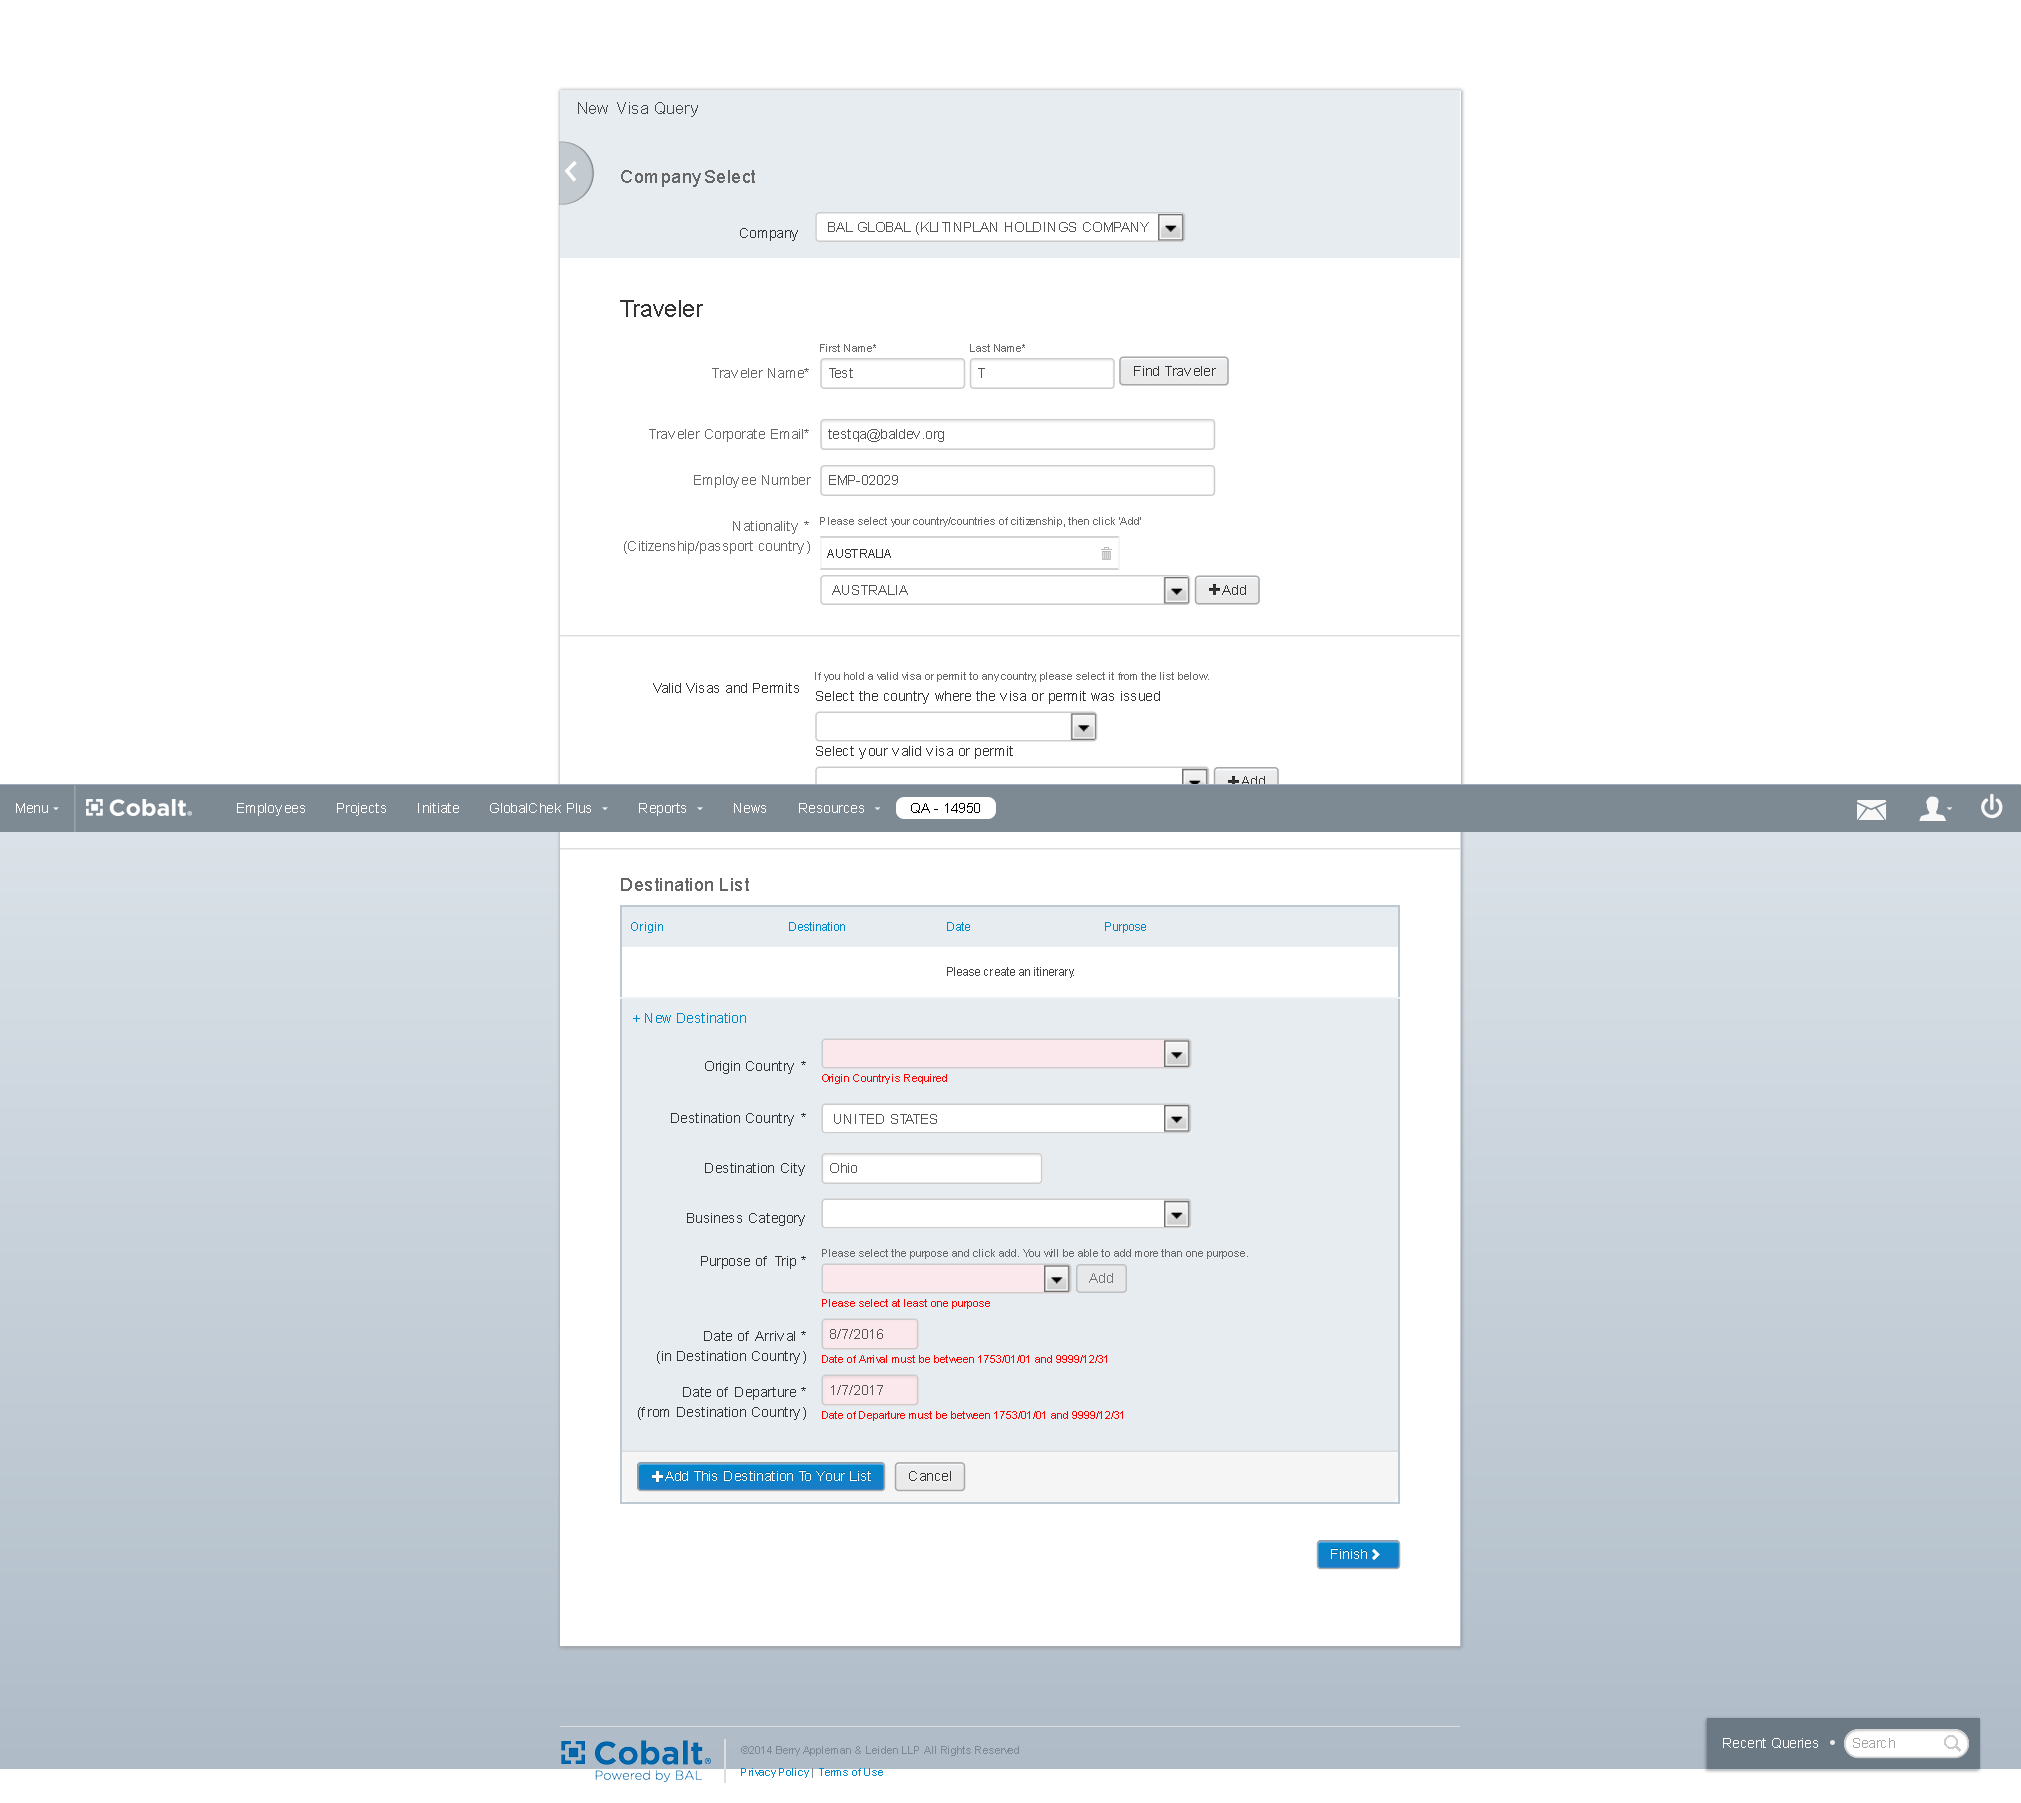 New Visa Query
Company Select
Company BAL GLOBAL (KLITINPLAN HOLDINGS COMPANY
Traveler
First Name* Last Name*
Traveler Name* Test T Find Traveler
Traveler Corporate Email* testqa@baldev.org
Employee Number EMP-02029
Nationality * Please select your country/countries of citizenship, then click 'Add'
(Citizenship/passport country) AUSTRALIA
AUSTRALIA Add
If you hold a valid visa or permit to any country, please select it from the list below.
Valid Visas and Permits Select the country where the visa or permit was issued
Select your valid visa or permit
Add
Menu Cobalt. Employees Projects Initiate GlobalChek Plus Reports News Resources QA - 14950
Destination List
Origin Destination Date Purpose
Please create an itinerary.
+ New Destination
Origin Country *
Origin Country is Required
Destination Country * UNITED STATES
Destination City Ohio
Business Category
Purpose of Trip * Please select the purpose and click add. You will be able to add more than one purpose.
Add
Please select at least one purpose
Date of Arrival * 8/7/2016
(in Destination Country) Date of Arrival must be between 1753/01/01 and 9999/12/31
Date of Departure * 1/7/2017
(from Destination Country) Date of Departure must be between 1753/01/01 and 9999/12/31
Add This Destination To Your List Cancel
Finish
Cobalt. ©2014 Berry Appleman & Leiden LLP All Rights Reserved
Powered by BAL Privacy Policy | Terms of Use
Recent Queries • Search